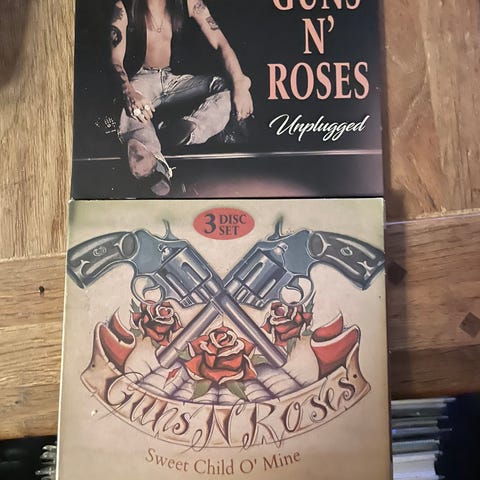 GUNS
N'
ROSES
Unplugged
3 DISC
SET
Guns N' Roses
Sweet Child O' Mine